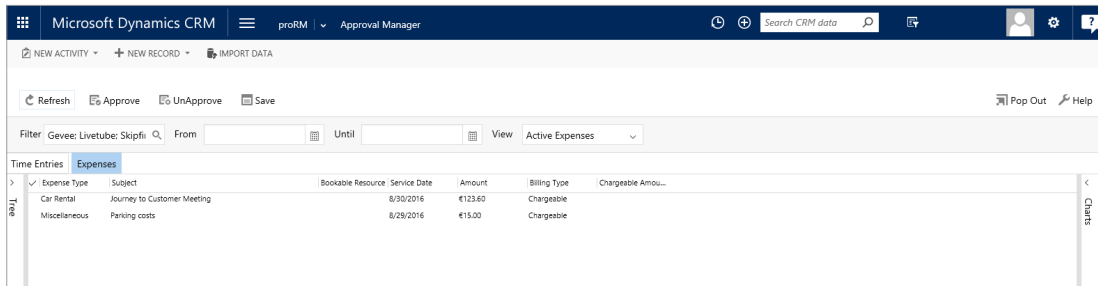 Microsoft Dynamics CRM proRM Approval Manager Search CRM data ?
NEW ACTIVITY NEW RECORD IMPORT DATA
Refresh Approve UnApprove Save Pop Out Help
Filter Gevee; Livetube; Skipfi From Until View Active Expenses
Time Entries Expenses
Expense Type Subject Bookable Resource Service Date Amount Billing Type Chargeable Amou...
Car Rental Journey to Customer Meeting 8/30/2016 €123.60 Chargeable
Miscellaneous Parking costs 8/29/2016 €15.00 Chargeable
Tree
Charts